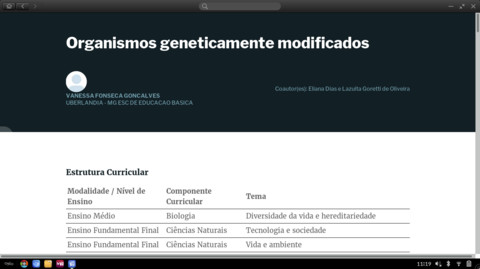 Organismos geneticamente modificados
VANESSA FONSECA GONCALVES
UBERLANDIA - MG ESC DE EDUCACAO BASICA
Coautor(es): Eliana Dias e Lazuíta Goretti de Oliveira
Estrutura Curricular
Modalidade / Nível de Ensino
Componente Curricular
Tema
Ensino Médio Biologia Diversidade da vida e hereditariedade
Ensino Fundamental Final Ciências Naturais Tecnologia e sociedade
Ensino Fundamental Final Ciências Naturais Vida e ambiente
11:19